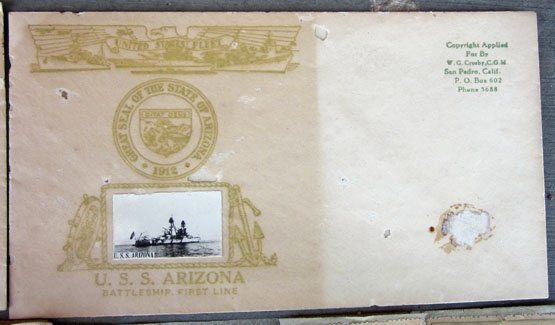 UNITED STATES FLEET
GREAT SEAL OF THE STATE OF ARIZONA
DITAT DEUS
1912
U.S.S. ARIZONA
U. S. S. ARIZONA
BATTLESHIP, FIRST LINE
Copyright Applied
For By
W. G. Crosby, C.G.M.
San Padro, Calif.
P. O. Box 602
Phone 5688